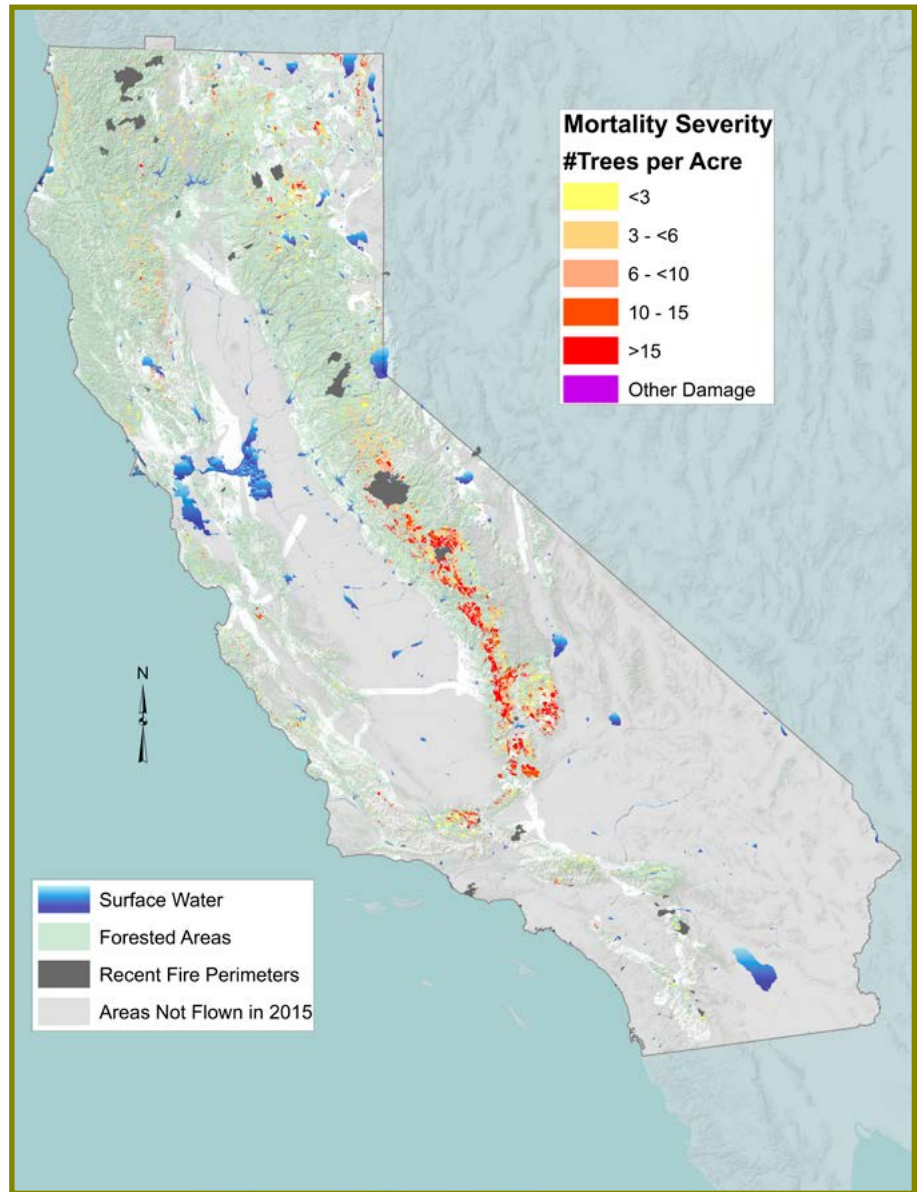 Mortality Severity
#Trees per Acre
<3
3 - <6
6 - <10
10 - 15
>15
Other Damage
N
Surface Water
Forested Areas
Recent Fire Perimeters
Areas Not Flown in 2015